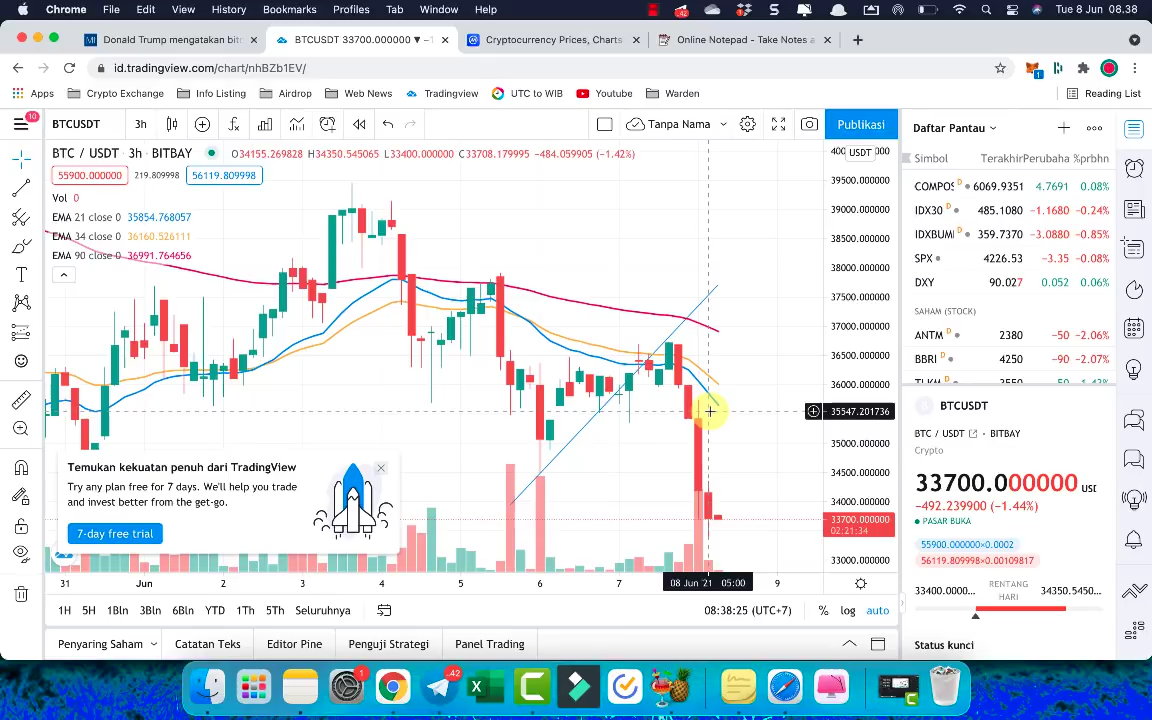 Chrome File Edit View History Bookmarks Profiles Tab Window Help Tue 8 Jun 08.38
Donald Trump mengatakan bit BTCUSDT 33700.000000 ▼ −1 Cryptocurrency Prices, Charts Online Notepad - Take Notes a
id.tradingview.com/chart/nhBZb1EV/
Apps Crypto Exchange Info Listing Airdrop Web News Tradingview UTC to WIB Youtube Warden Reading List
10 BTCUSDT 3h Tanpa Nama Publikasi Daftar Pantau
BTC / USDT · 3h · BITBAY O34155.269828 H34350.545065 L33400.000000 C33708.179995 −484.059905 (−1.42%)
55900.000000 219.809998 56119.809998
Vol 0
EMA 21 close 0 35854.768057
EMA 34 close 0 36160.526111
EMA 90 close 0 36991.764656
USDT
39500.000000
39000.000000
38500.000000
38000.000000
37500.000000
37000.000000
36500.000000
36000.000000
35547.201736
35000.000000
34500.000000
34000.000000
33700.000000
02:21:34
33000.000000
Temukan kekuatan penuh dari TradingView
Try any plan free for 7 days. We'll help you trade
and invest better from the get-go.
7-day free trial
31 Jun 2 3 4 5 6 7 08 Jun '21 05:00 9
1H 5H 1Bln 3Bln 6Bln YTD 1Th 5Th Seluruhnya 08:38:25 (UTC+7) % log auto
Penyaring Saham Catatan Teks Editor Pine Penguji Strategi Panel Trading
Simbol Terakhir Perubaha %prbhn
COMPOS D 6069.9351 4.7691 0.08%
IDX30 D 485.1080 −1.1680 −0.24%
IDXBUMI D 359.7370 −3.0880 −0.85%
SPX 4226.53 −3.35 −0.08%
DXY 90.027 0.052 0.06%
SAHAM (STOCK)
ANTM D 2380 −50 −2.06%
BBRI D 4250 −90 −2.07%
BTCUSDT
BTC / USDT · BITBAY
Crypto
33700.000000 USD
−492.239900 (−1.44%)
PASAR BUKA
55900.000000×0.0002
56119.809998×0.00109817
33400.0000... RENTANG HARI 34350.5450...
Status kunci